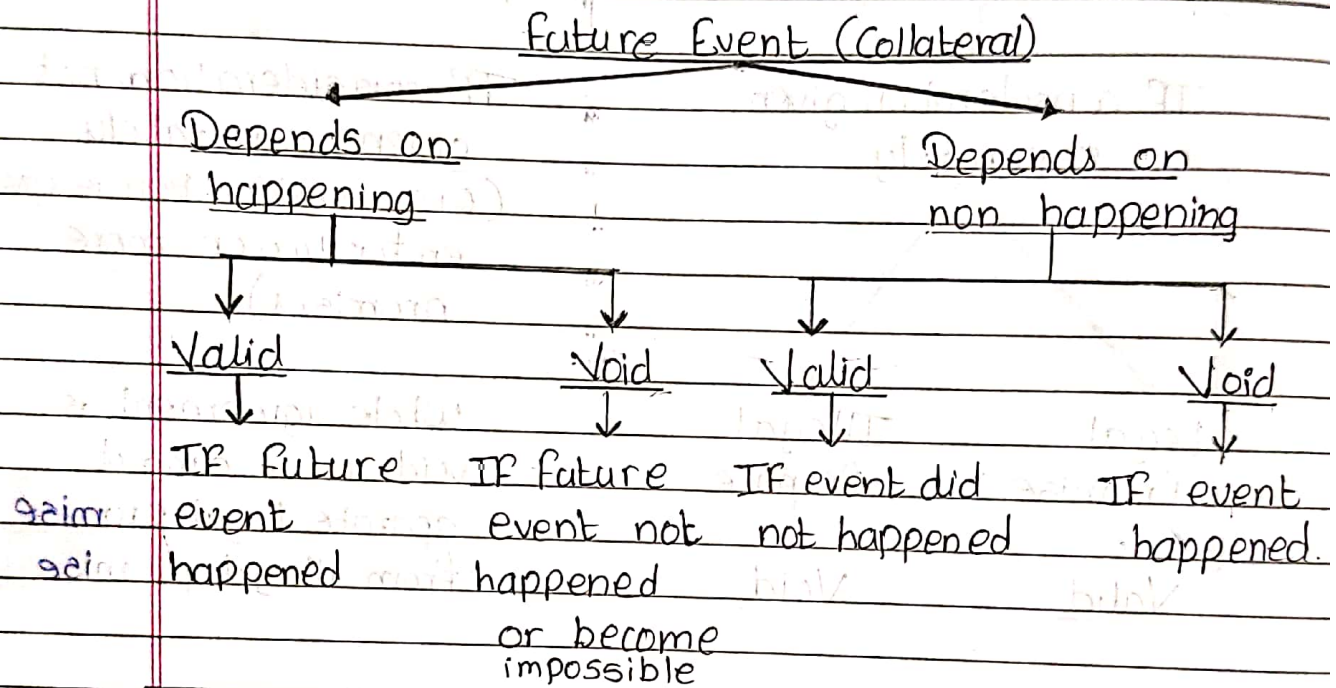 Future Event (Collateral)
Depends on
happening
Depends on
non happening
Valid
Void
Valid
Void
IF Future
event
happened
IF future
event not
happened
or become
impossible
IF event did
not happened
IF event
happened.